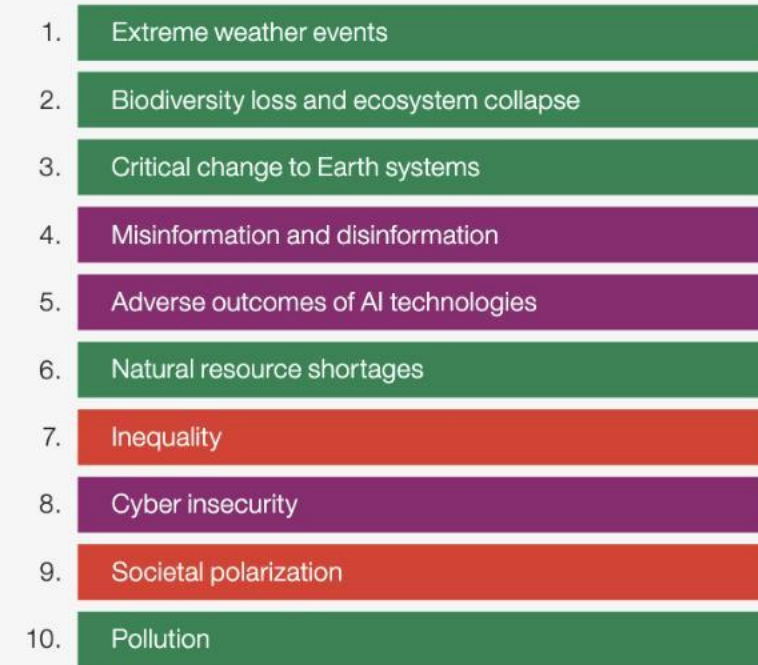 1. Extreme weather events
2. Biodiversity loss and ecosystem collapse
3. Critical change to Earth systems
4. Misinformation and disinformation
5. Adverse outcomes of AI technologies
6. Natural resource shortages
7. Inequality
8. Cyber insecurity
9. Societal polarization
10. Pollution